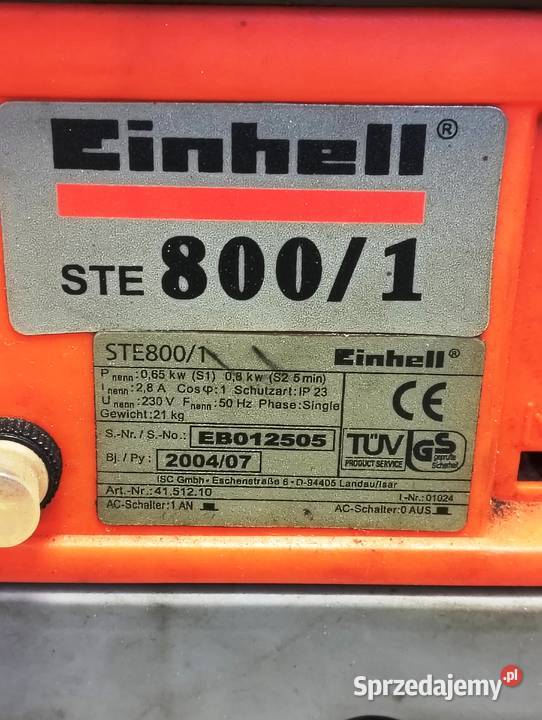 Einhell®
STE 800/1
STE800/1 Einhell®
P nenn: 0,65 kw (S1) 0,8 kw (S2 5 min)
I nenn: 2,8 A Cos φ: 1 Schutzart: IP 23
U nenn: 230 V F nenn: 50 Hz Phase: Single
Gewicht: 21 kg
CE
S.-Nr. / S.-No.: EB012505
Bj. / Py: 2004/07
TÜV
PRODUCT SERVICE
GS
geprüfte
Sicherheit
ISC GmbH · Eschenstraße 6 · D-94405 Landau/Isar
Art.-Nr.: 41.512.10 I.-Nr.: 01024
AC-Schalter: 1 AN AC-Schalter: 0 AUS
Sprzedajemy.pl